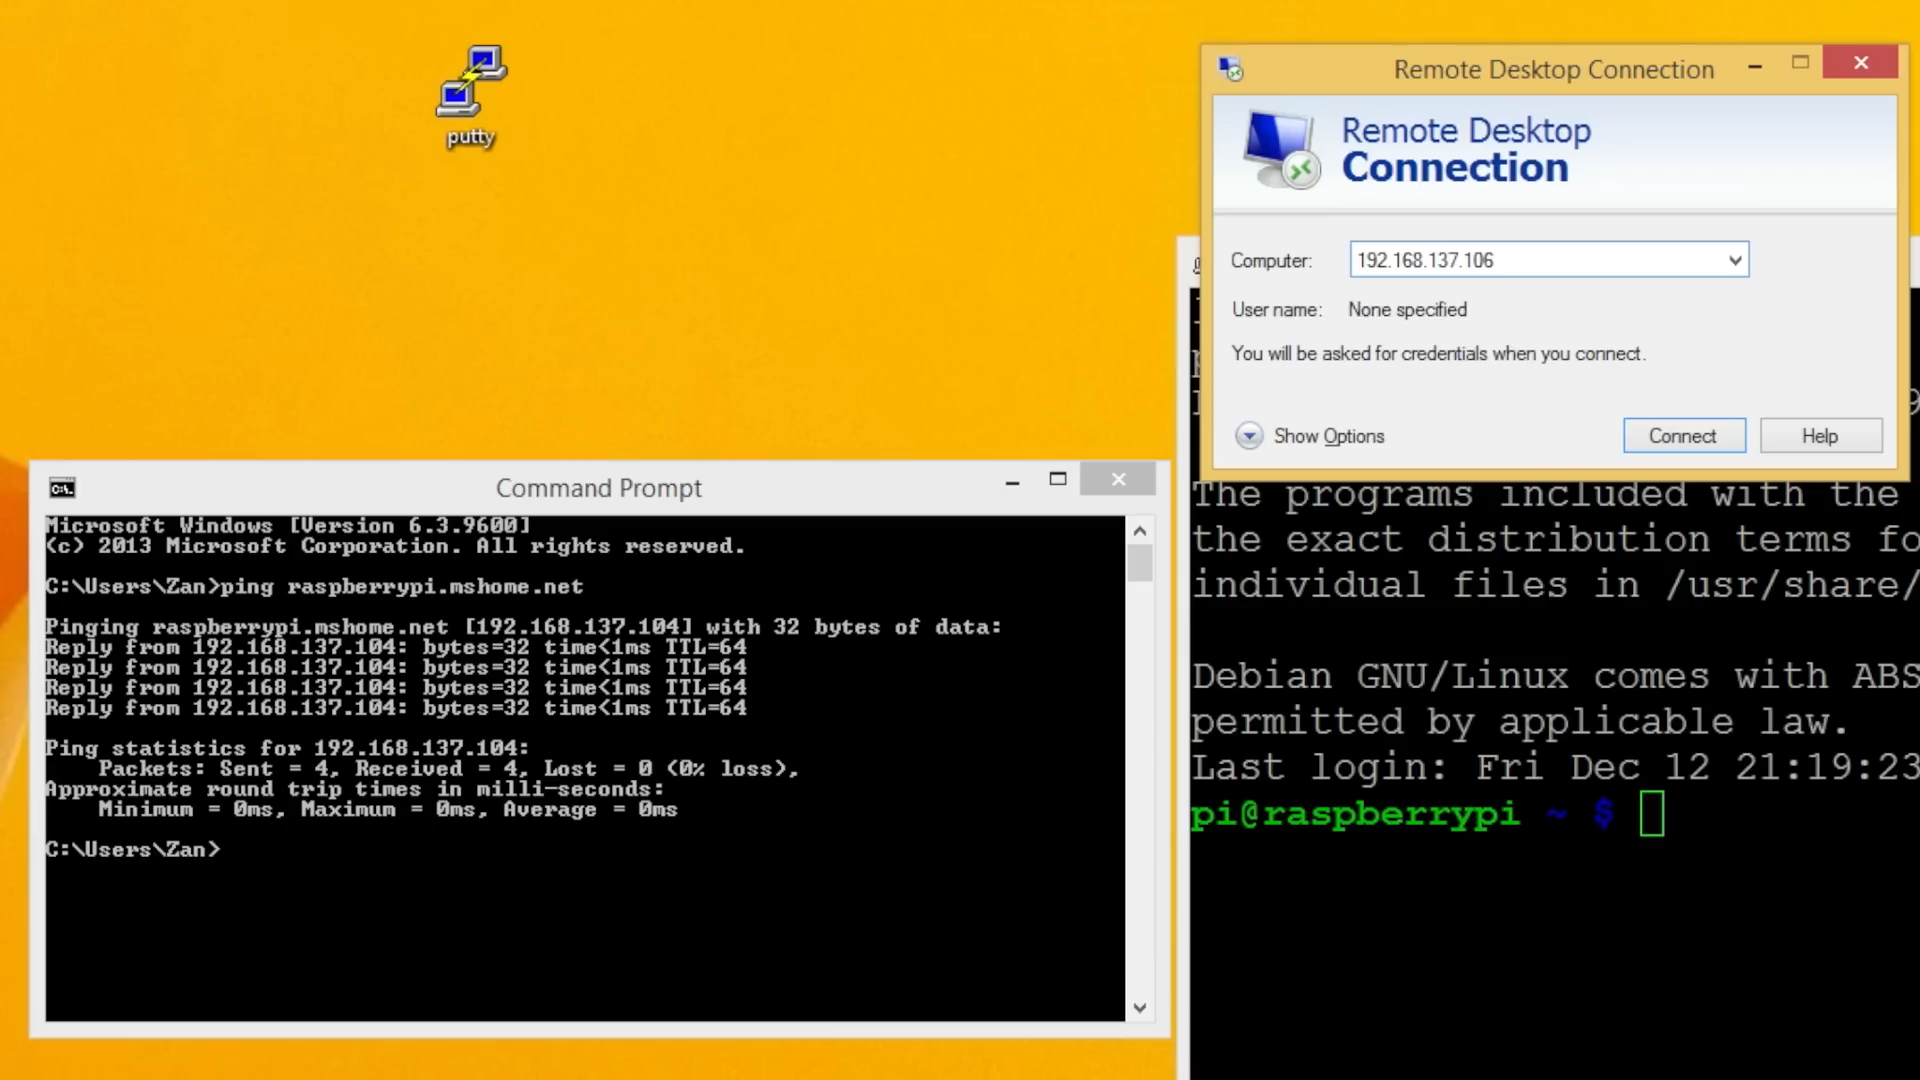 putty
Remote Desktop Connection
Remote Desktop
Connection
Computer: 192.168.137.106
User name: None specified
You will be asked for credentials when you connect.
Show Options
Connect
Help
Command Prompt
Microsoft Windows [Version 6.3.9600]
(c) 2013 Microsoft Corporation. All rights reserved.
C:\Users\Zan>ping raspberrypi.mshome.net
Pinging raspberrypi.mshome.net [192.168.137.104] with 32 bytes of data:
Reply from 192.168.137.104: bytes=32 time<1ms TTL=64
Reply from 192.168.137.104: bytes=32 time<1ms TTL=64
Reply from 192.168.137.104: bytes=32 time<1ms TTL=64
Reply from 192.168.137.104: bytes=32 time<1ms TTL=64
Ping statistics for 192.168.137.104:
Packets: Sent = 4, Received = 4, Lost = 0 (0% loss),
Approximate round trip times in milli-seconds:
Minimum = 0ms, Maximum = 0ms, Average = 0ms
C:\Users\Zan>
The programs included with the
the exact distribution terms fo
individual files in /usr/share/
Debian GNU/Linux comes with ABS
permitted by applicable law.
Last login: Fri Dec 12 21:19:23
pi@raspberrypi ~ $